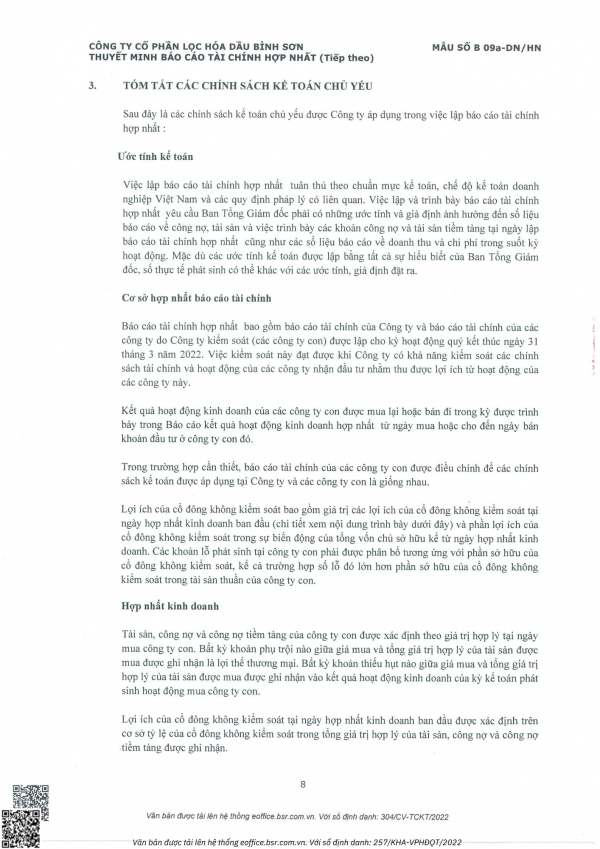 CÔNG TY CỔ PHẦN LỌC HÓA DẦU BÌNH SƠN
THUYẾT MINH BÁO CÁO TÀI CHÍNH HỢP NHẤT (Tiếp theo)
MẪU SỐ B 09a-DN/HN
3. TÓM TẮT CÁC CHÍNH SÁCH KẾ TOÁN CHỦ YẾU
Sau đây là các chính sách kế toán chủ yếu được Công ty áp dụng trong việc lập báo cáo tài chính
hợp nhất :
Ước tính kế toán
Việc lập báo cáo tài chính hợp nhất tuân thủ theo chuẩn mực kế toán, chế độ kế toán doanh
nghiệp Việt Nam và các quy định pháp lý có liên quan. Việc lập và trình bày báo cáo tài chính
hợp nhất yêu cầu Ban Tổng Giám đốc phải có những ước tính và giả định ảnh hưởng đến số liệu
báo cáo về công nợ, tài sản và việc trình bày các khoản công nợ và tài sản tiềm tàng tại ngày lập
báo cáo tài chính hợp nhất cũng như các số liệu báo cáo về doanh thu và chi phí trong suốt kỳ
hoạt động. Mặc dù các ước tính kế toán được lập bằng tất cả sự hiểu biết của Ban Tổng Giám
đốc, số thực tế phát sinh có thể khác với các ước tính, giả định đặt ra.
Cơ sở hợp nhất báo cáo tài chính
Báo cáo tài chính hợp nhất bao gồm báo cáo tài chính của Công ty và báo cáo tài chính của các
công ty do Công ty kiểm soát (các công ty con) được lập cho kỳ hoạt động quý kết thúc ngày 31
tháng 3 năm 2022. Việc kiểm soát này đạt được khi Công ty có khả năng kiểm soát các chính
sách tài chính và hoạt động của các công ty nhận đầu tư nhằm thu được lợi ích từ hoạt động của
các công ty này.
Kết quả hoạt động kinh doanh của các công ty con được mua lại hoặc bán đi trong kỳ được trình
bày trong Báo cáo kết quả hoạt động kinh doanh hợp nhất từ ngày mua hoặc cho đến ngày bán
khoản đầu tư ở công ty con đó.
Trong trường hợp cần thiết, báo cáo tài chính của các công ty con được điều chỉnh để các chính
sách kế toán được áp dụng tại Công ty và các công ty con là giống nhau.
Lợi ích của cổ đông không kiểm soát bao gồm giá trị các lợi ích của cổ đông không kiểm soát tại
ngày hợp nhất kinh doanh ban đầu (chi tiết xem nội dung trình bày dưới đây) và phần lợi ích của
cổ đông không kiểm soát trong sự biến động của tổng vốn chủ sở hữu kể từ ngày hợp nhất kinh
doanh. Các khoản lỗ phát sinh tại công ty con phải được phân bổ tương ứng với phần sở hữu của
cổ đông không kiểm soát, kể cả trường hợp số lỗ đó lớn hơn phần sở hữu của cổ đông không
kiểm soát trong tài sản thuần của công ty con.
Hợp nhất kinh doanh
Tài sản, công nợ và công nợ tiềm tàng của công ty con được xác định theo giá trị hợp lý tại ngày
mua công ty con. Bất kỳ khoản phụ trội nào giữa giá mua và tổng giá trị hợp lý của tài sản được
mua được ghi nhận là lợi thế thương mại. Bất kỳ khoản thiếu hụt nào giữa giá mua và tổng giá trị
hợp lý của tài sản được mua được ghi nhận vào kết quả hoạt động kinh doanh của kỳ kế toán phát
sinh hoạt động mua công ty con.
Lợi ích của cổ đông không kiểm soát tại ngày hợp nhất kinh doanh ban đầu được xác định trên
cơ sở tỷ lệ của cổ đông không kiểm soát trong tổng giá trị hợp lý của tài sản, công nợ và công nợ
tiềm tàng được ghi nhận.
8
Văn bản được tải lên hệ thống eoffice.bsr.com.vn. Với số định danh: 304/CV-TCKT/2022
Văn bản được tải lên hệ thống eoffice.bsr.com.vn. Với số định danh: 257/KHA-VPHĐQT/2022